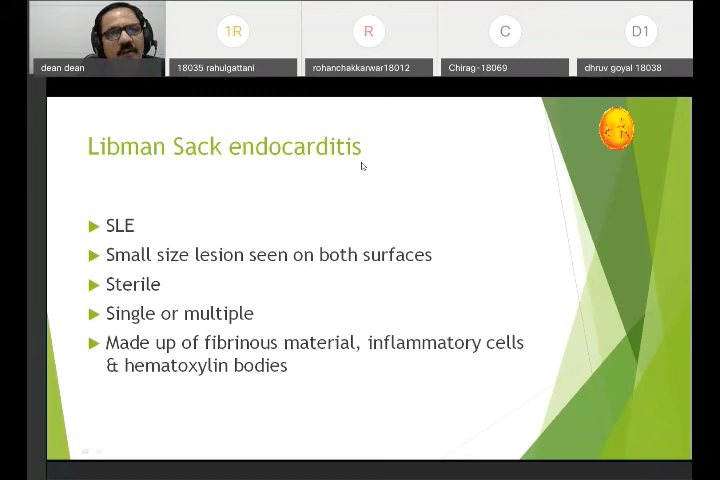 1R
R
C
D1
dean dean
18035 rahulgattani
rohanchakkarwar18012
Chirag-18069
dhruv goyal 18038
Libman Sack endocarditis
SLE
Small size lesion seen on both surfaces
Sterile
Single or multiple
Made up of fibrinous material, inflammatory cells
& hematoxylin bodies